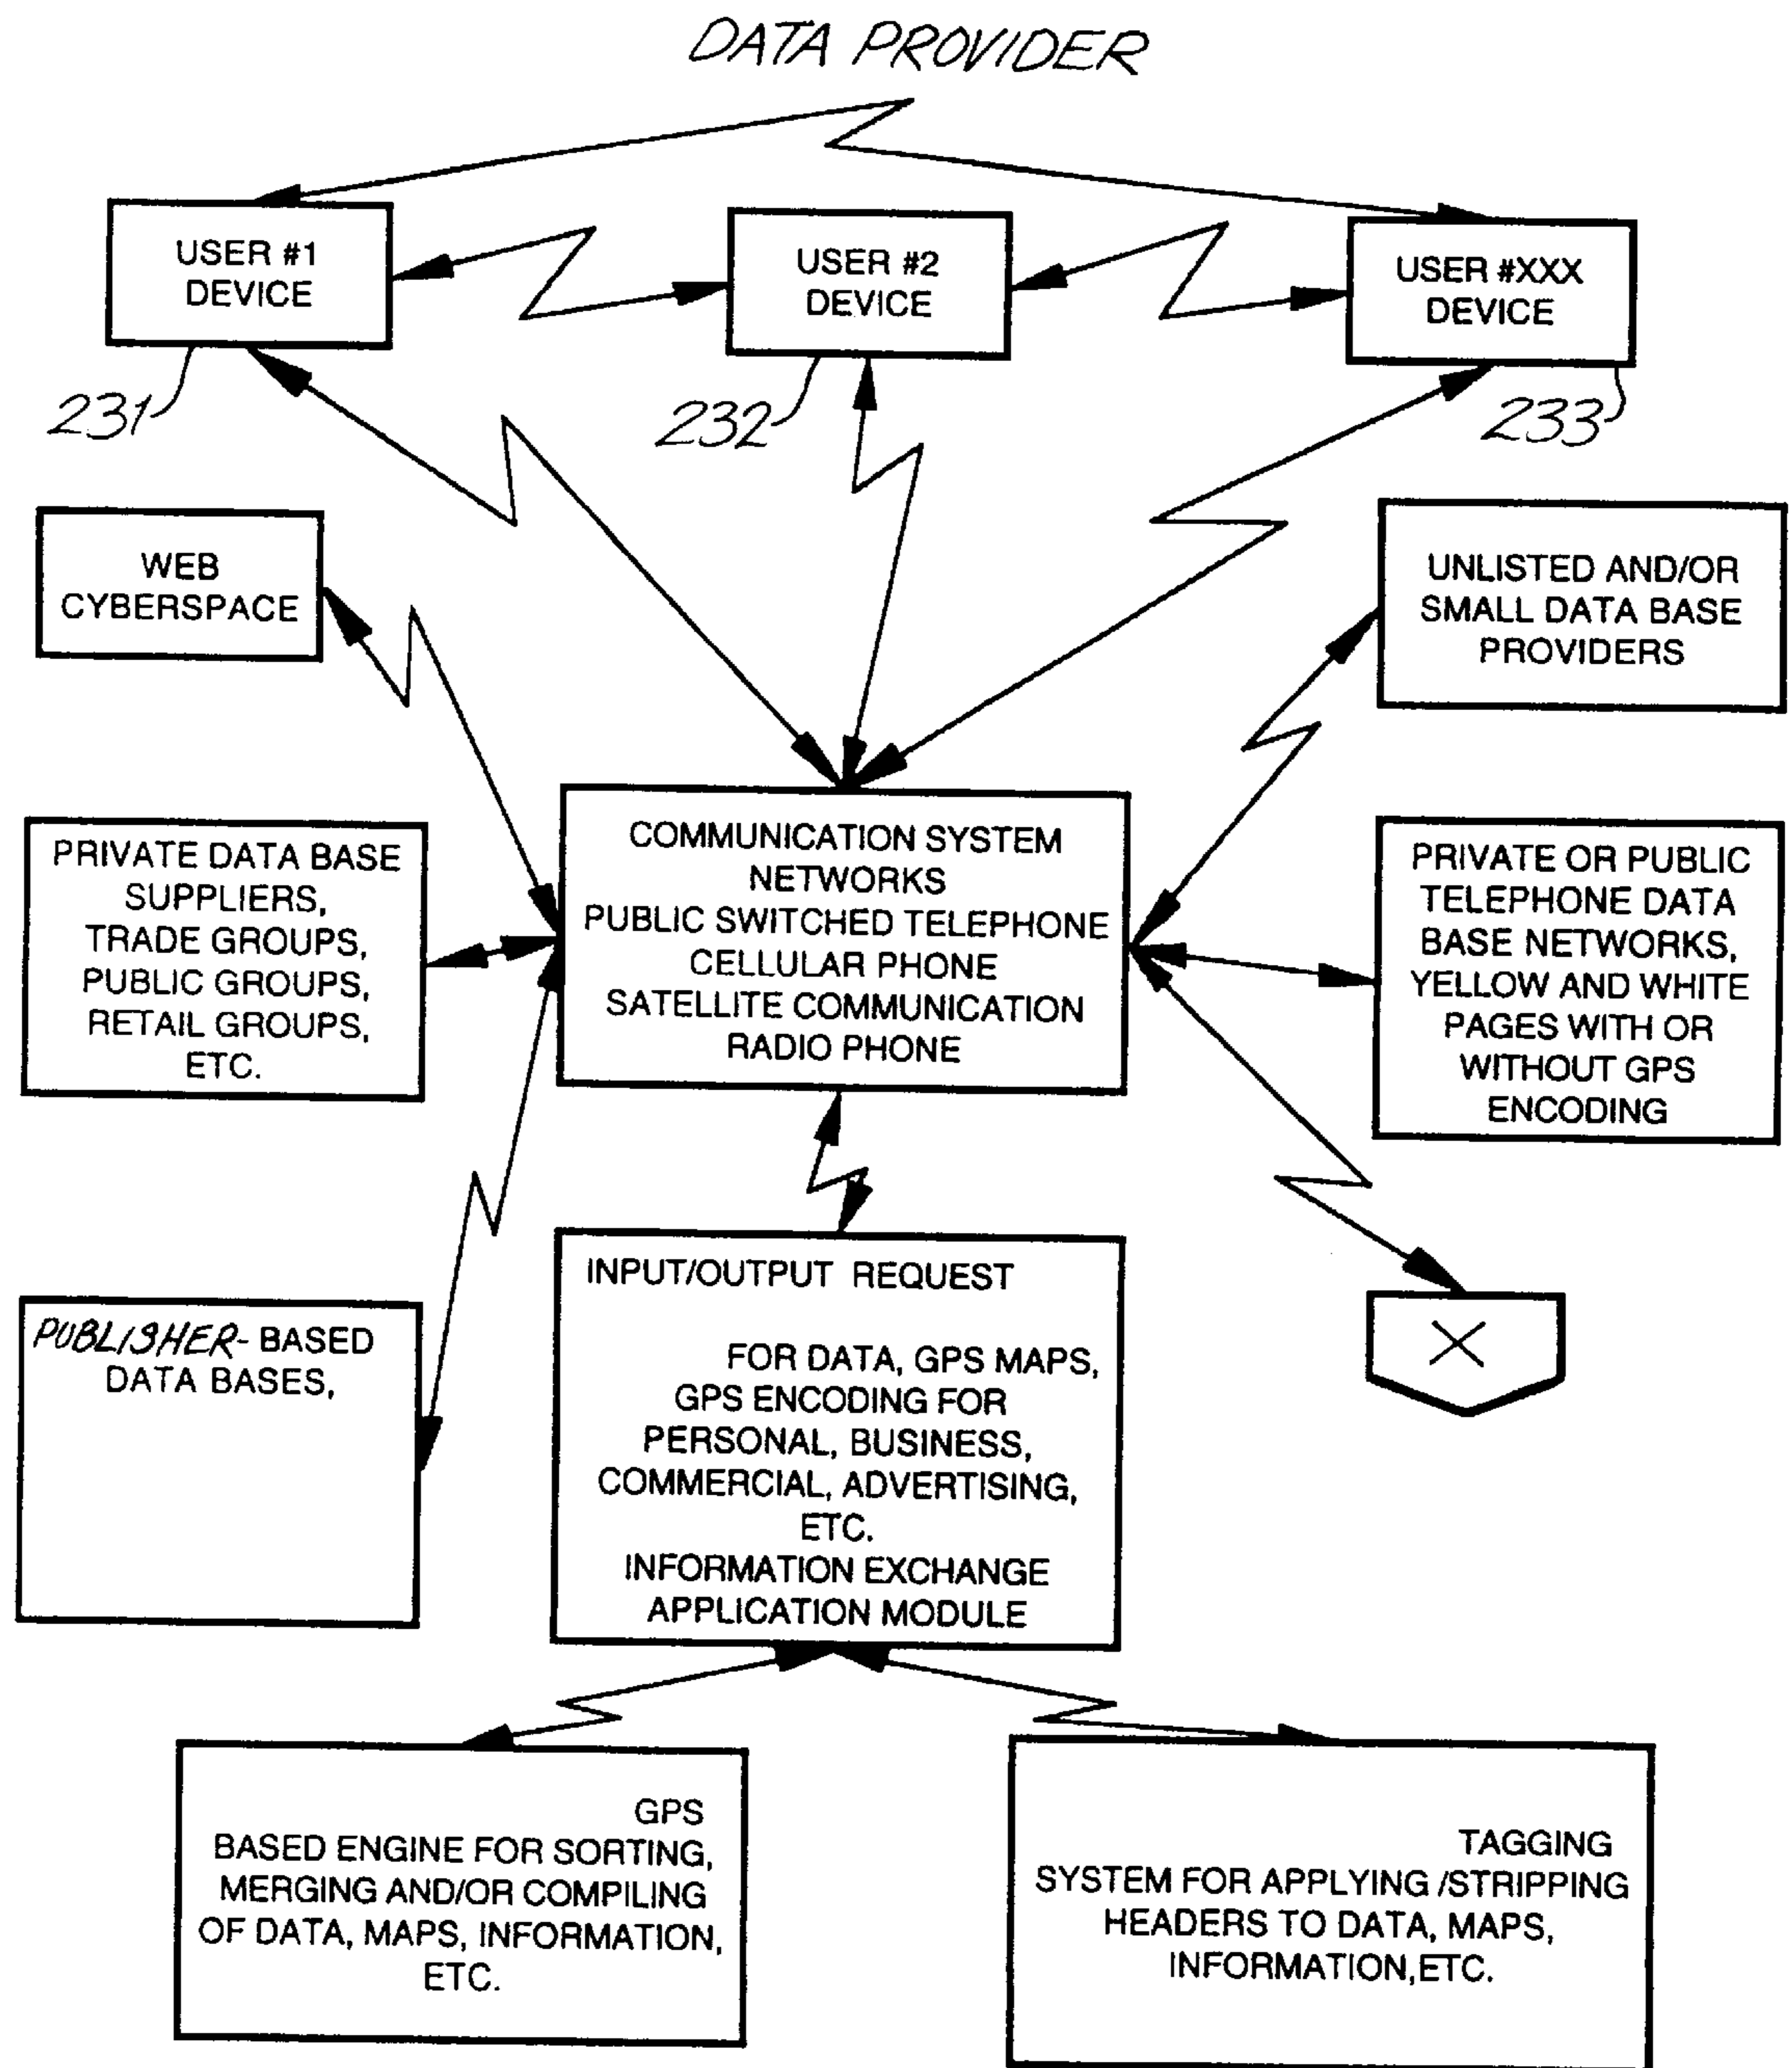 DATA PROVIDER
USER #1
DEVICE
USER #2
DEVICE
USER #XXX
DEVICE
231
232
233
WEB
CYBERSPACE
UNLISTED AND/OR
SMALL DATA BASE
PROVIDERS
PRIVATE DATA BASE
SUPPLIERS,
TRADE GROUPS,
PUBLIC GROUPS,
RETAIL GROUPS,
ETC.
COMMUNICATION SYSTEM
NETWORKS
PUBLIC SWITCHED TELEPHONE
CELLULAR PHONE
SATELLITE COMMUNICATION
RADIO PHONE
PRIVATE OR PUBLIC
TELEPHONE DATA
BASE NETWORKS,
YELLOW AND WHITE
PAGES WITH OR
WITHOUT GPS
ENCODING
PUBLISHER-BASED
DATA BASES,
INPUT/OUTPUT REQUEST
FOR DATA, GPS MAPS,
GPS ENCODING FOR
PERSONAL, BUSINESS,
COMMERCIAL, ADVERTISING,
ETC.
INFORMATION EXCHANGE
APPLICATION MODULE
X
GPS
BASED ENGINE FOR SORTING,
MERGING AND/OR COMPILING
OF DATA, MAPS, INFORMATION,
ETC.
TAGGING
SYSTEM FOR APPLYING /STRIPPING
HEADERS TO DATA, MAPS,
INFORMATION,ETC.